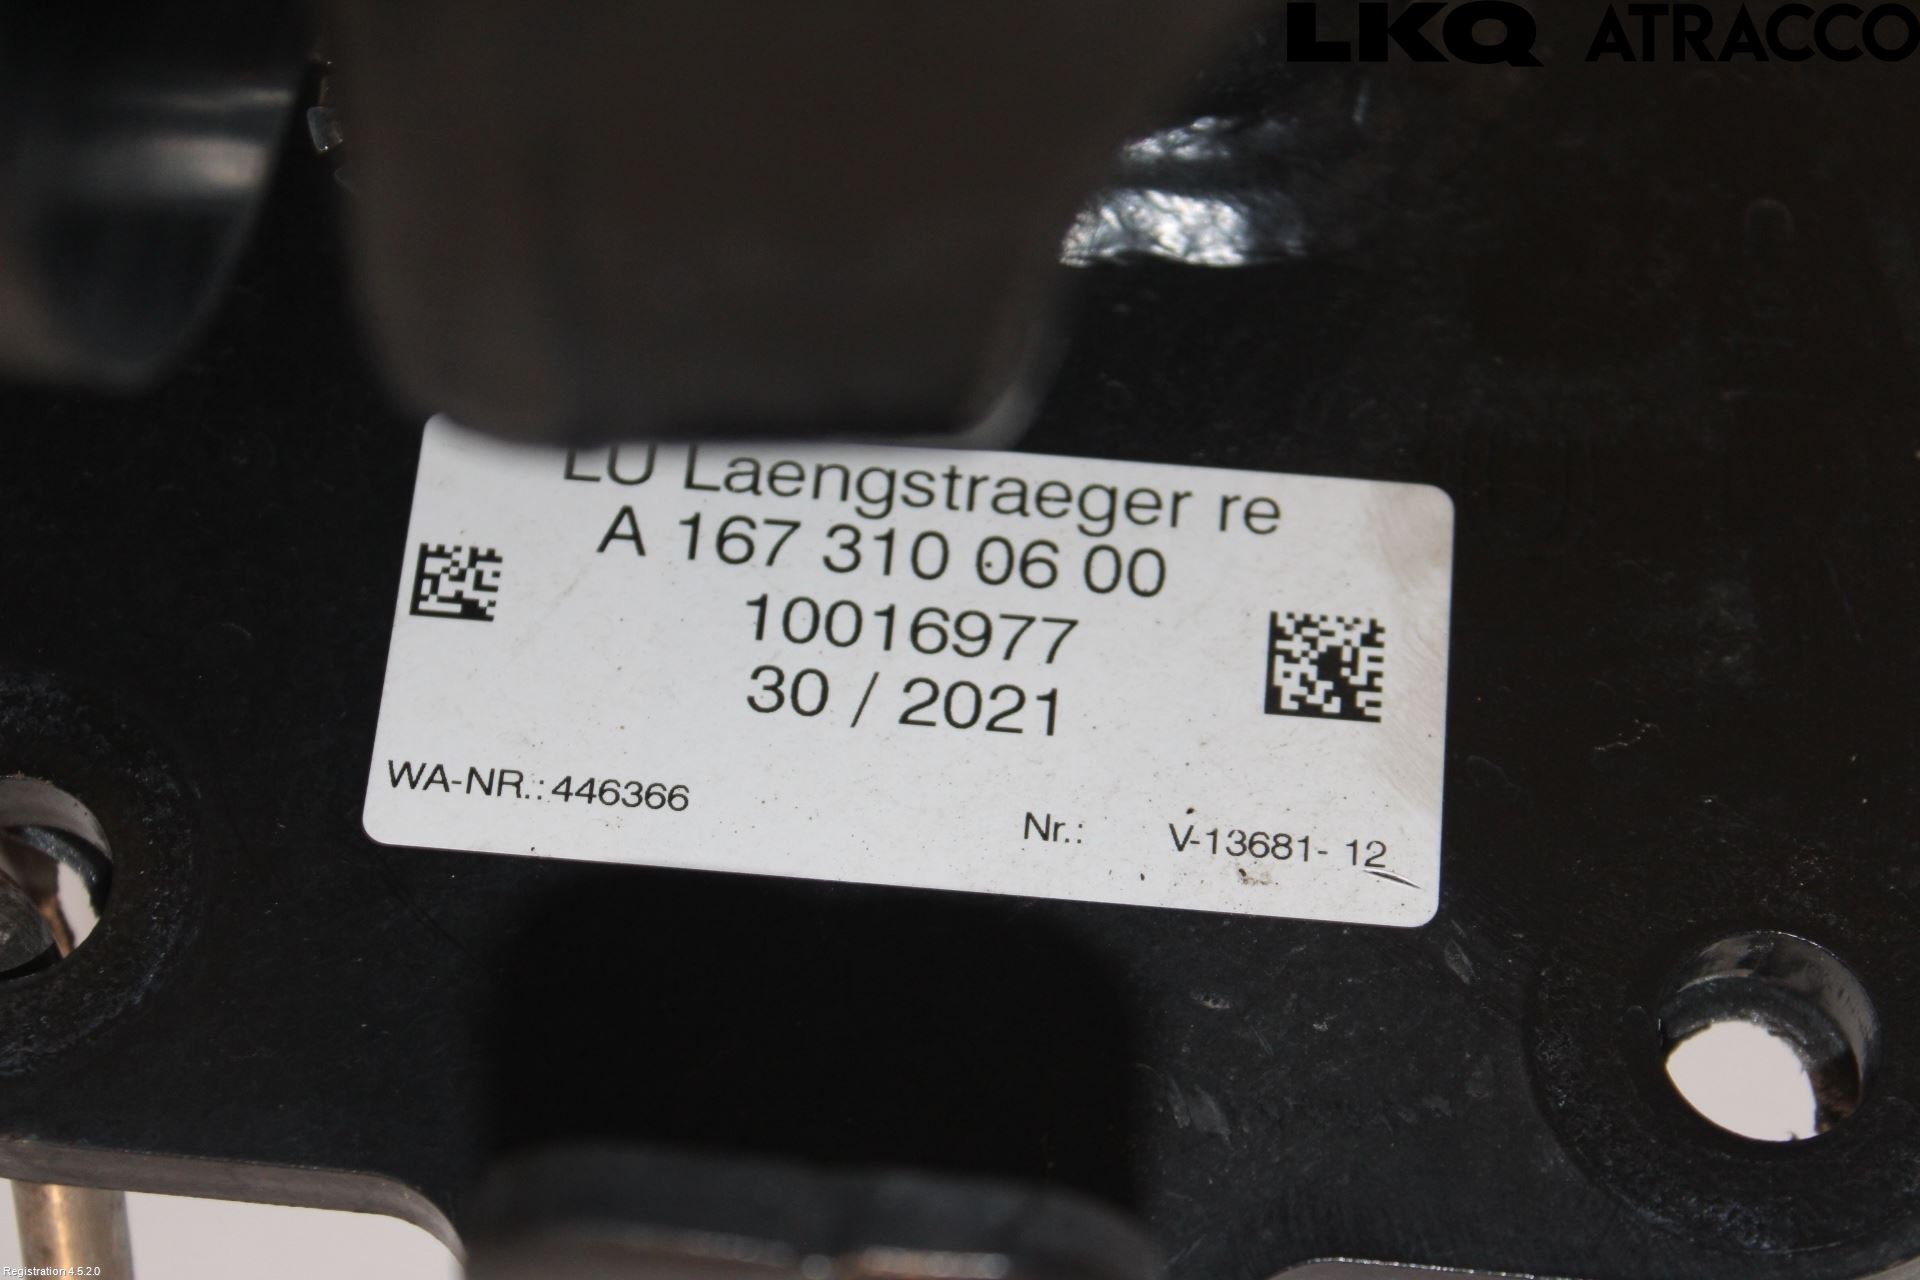 LKQ ATRACCO
LU Laengstraeger re
A 167 310 06 00
10016977
30 / 2021
WA-NR.: 446366
Nr.: V-13681- 12
Registration 4.5.2.0